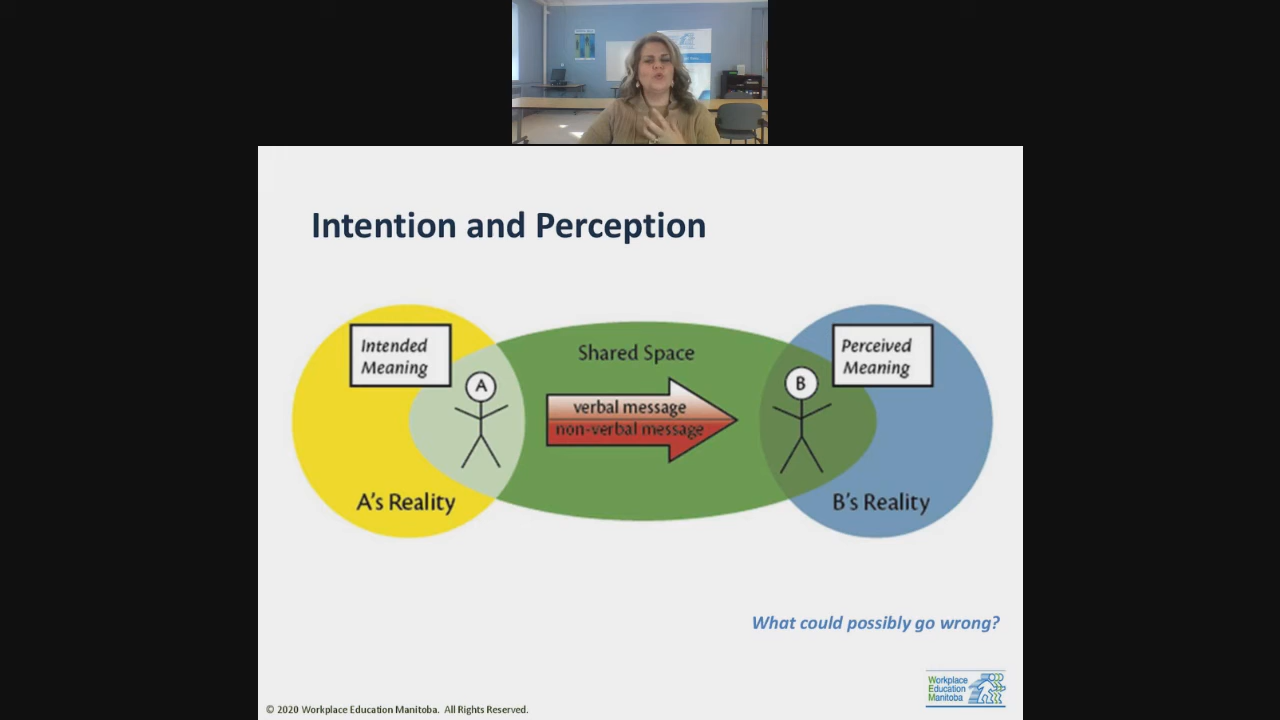 Intention and Perception
Intended
Meaning
Shared Space
Perceived
Meaning
A
B
verbal message
non-verbal message
A's Reality
B's Reality
What could possibly go wrong?
Workplace
Education
Manitoba
© 2020 Workplace Education Manitoba. All Rights Reserved.